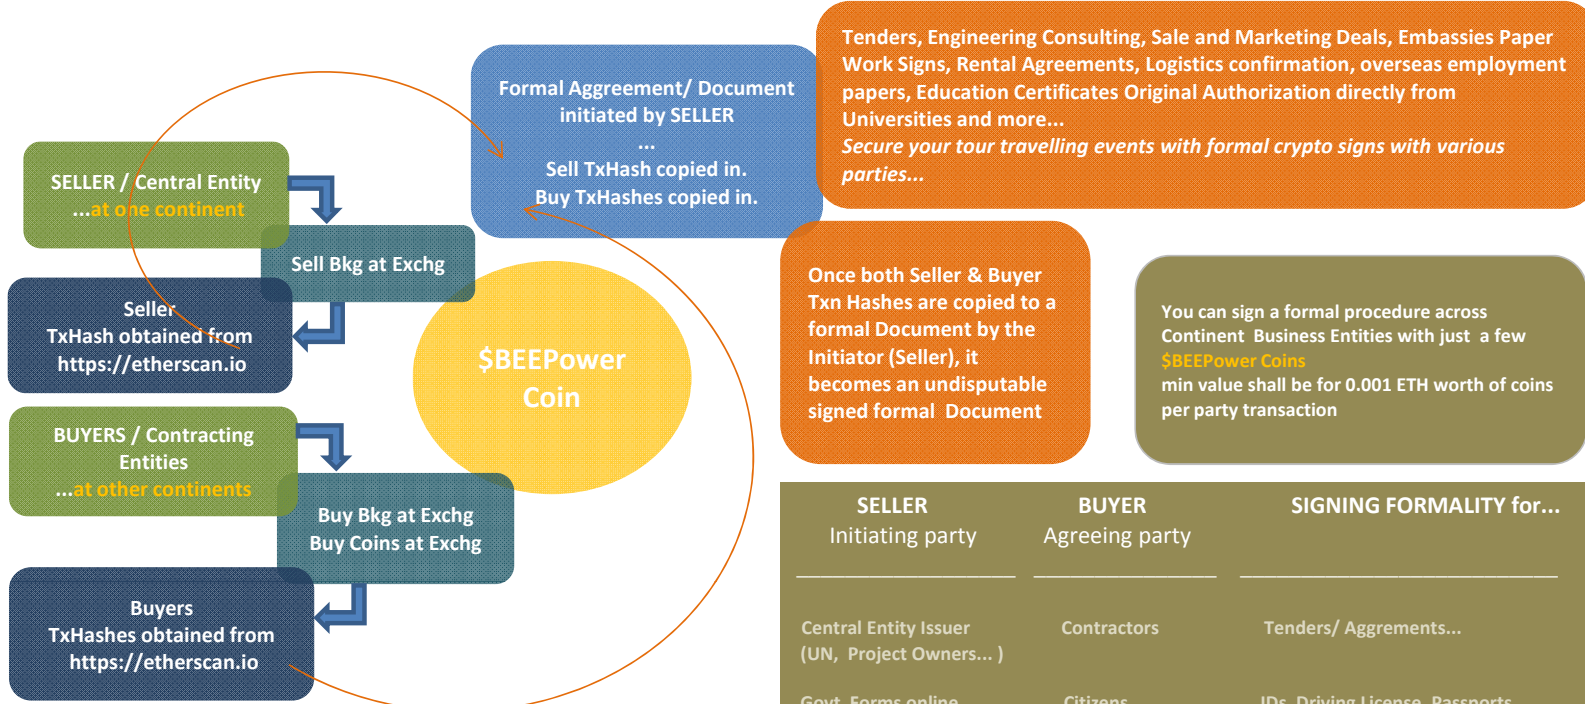 Tenders, Engineering Consulting, Sale and Marketing Deals, Embassies Paper
Work Signs, Rental Agreements, Logistics confirmation, overseas employment
papers, Education Certificates Original Authorization directly from
Universities and more...
Secure your tour travelling events with formal crypto signs with various
parties...
Formal Aggreement/ Document
initiated by SELLER
...
Sell TxHash copied in.
Buy TxHashes copied in.
SELLER / Central Entity
...at one continent
Sell Bkg at Exchg
Seller
TxHash obtained from
https://etherscan.io
$BEEPower
Coin
Once both Seller & Buyer
Txn Hashes are copied to a
formal Document by the
Initiator (Seller), it
becomes an undisputable
signed formal Document
You can sign a formal procedure across
Continent Business Entities with just a few
$BEEPower Coins
min value shall be for 0.001 ETH worth of coins
per party transaction
BUYERS / Contracting
Entities
...at other continents
Buy Bkg at Exchg
Buy Coins at Exchg
Buyers
TxHashes obtained from
https://etherscan.io
SELLER BUYER SIGNING FORMALITY for...
Initiating party Agreeing party
Central Entity Issuer Contractors Tenders/ Aggrements...
(UN, Project Owners... )
Govt. Forms online Citizens IDs, Driving License, Passports